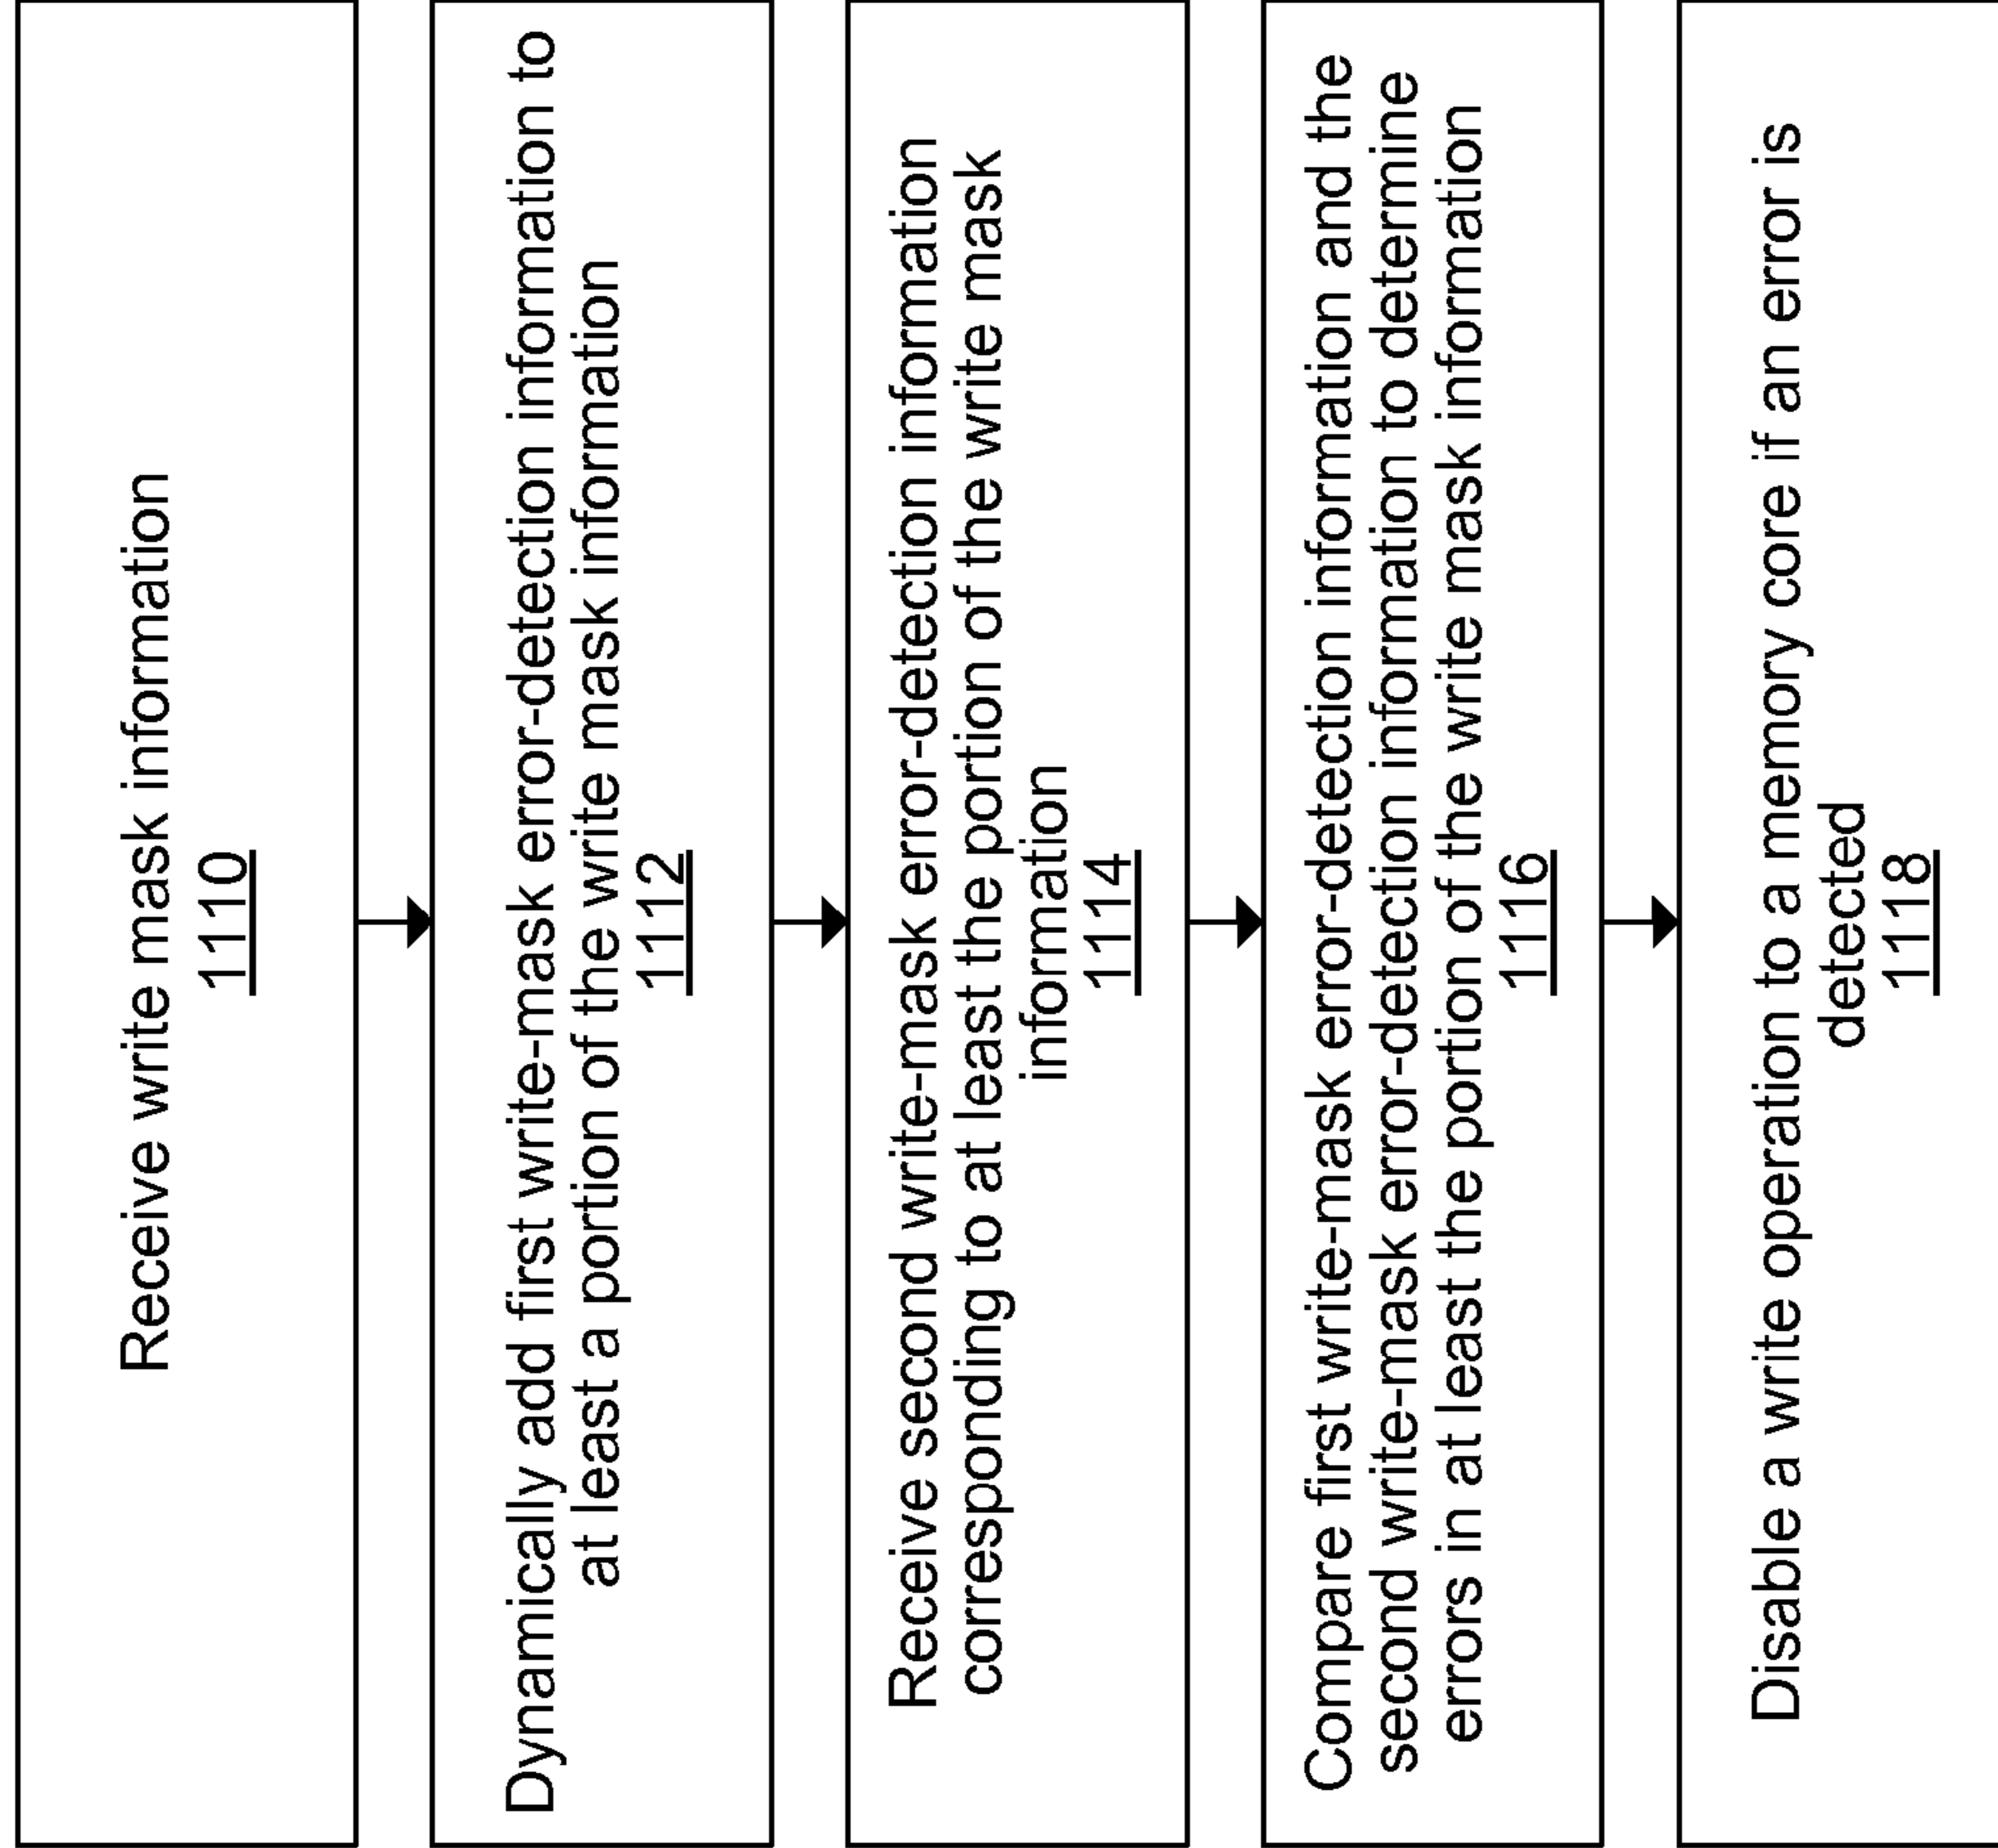 Receive write mask information
1110
Dynamically add first write-mask error-detection information to
at least a portion of the write mask information
1112
Receive second write-mask error-detection information
corresponding to at least the portion of the write mask
information
1114
Compare first write-mask error-detection information and the
second write-mask error-detection information to determine
errors in at least the portion of the write mask information
1116
Disable a write operation to a memory core if an error is
detected
1118